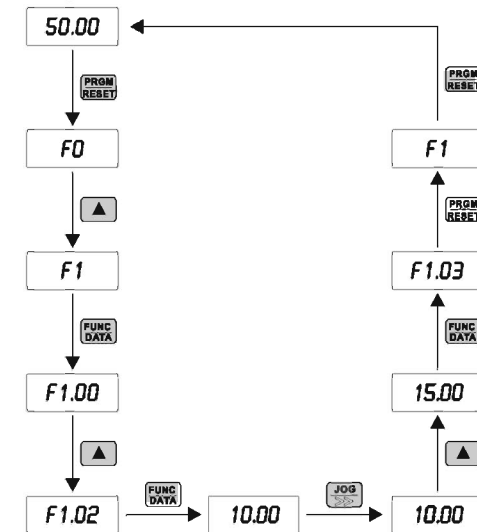 50.00
PRGM
RESET
F0
▲
F1
FUNC
DATA
F1.00
▲
F1.02
FUNC
DATA
10.00
JOG
>>
10.00
▲
15.00
FUNC
DATA
F1.03
PRGM
RESET
F1
PRGM
RESET